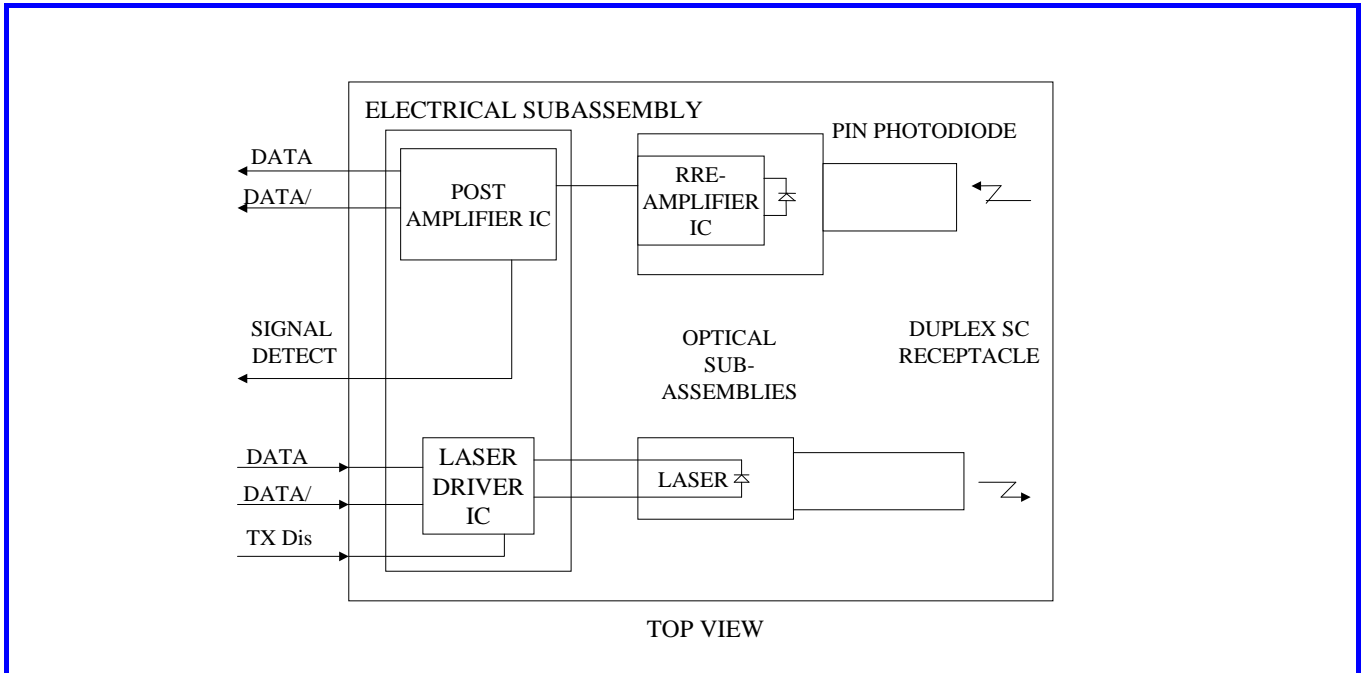 ELECTRICAL SUBASSEMBLY
PIN PHOTODIODE
DATA
DATA/
POST
AMPLIFIER IC
RRE-
AMPLIFIER
IC
SIGNAL
DETECT
OPTICAL
SUB-
ASSEMBLIES
DUPLEX SC
RECEPTACLE
DATA
DATA/
TX Dis
LASER
DRIVER
IC
LASER
TOP VIEW